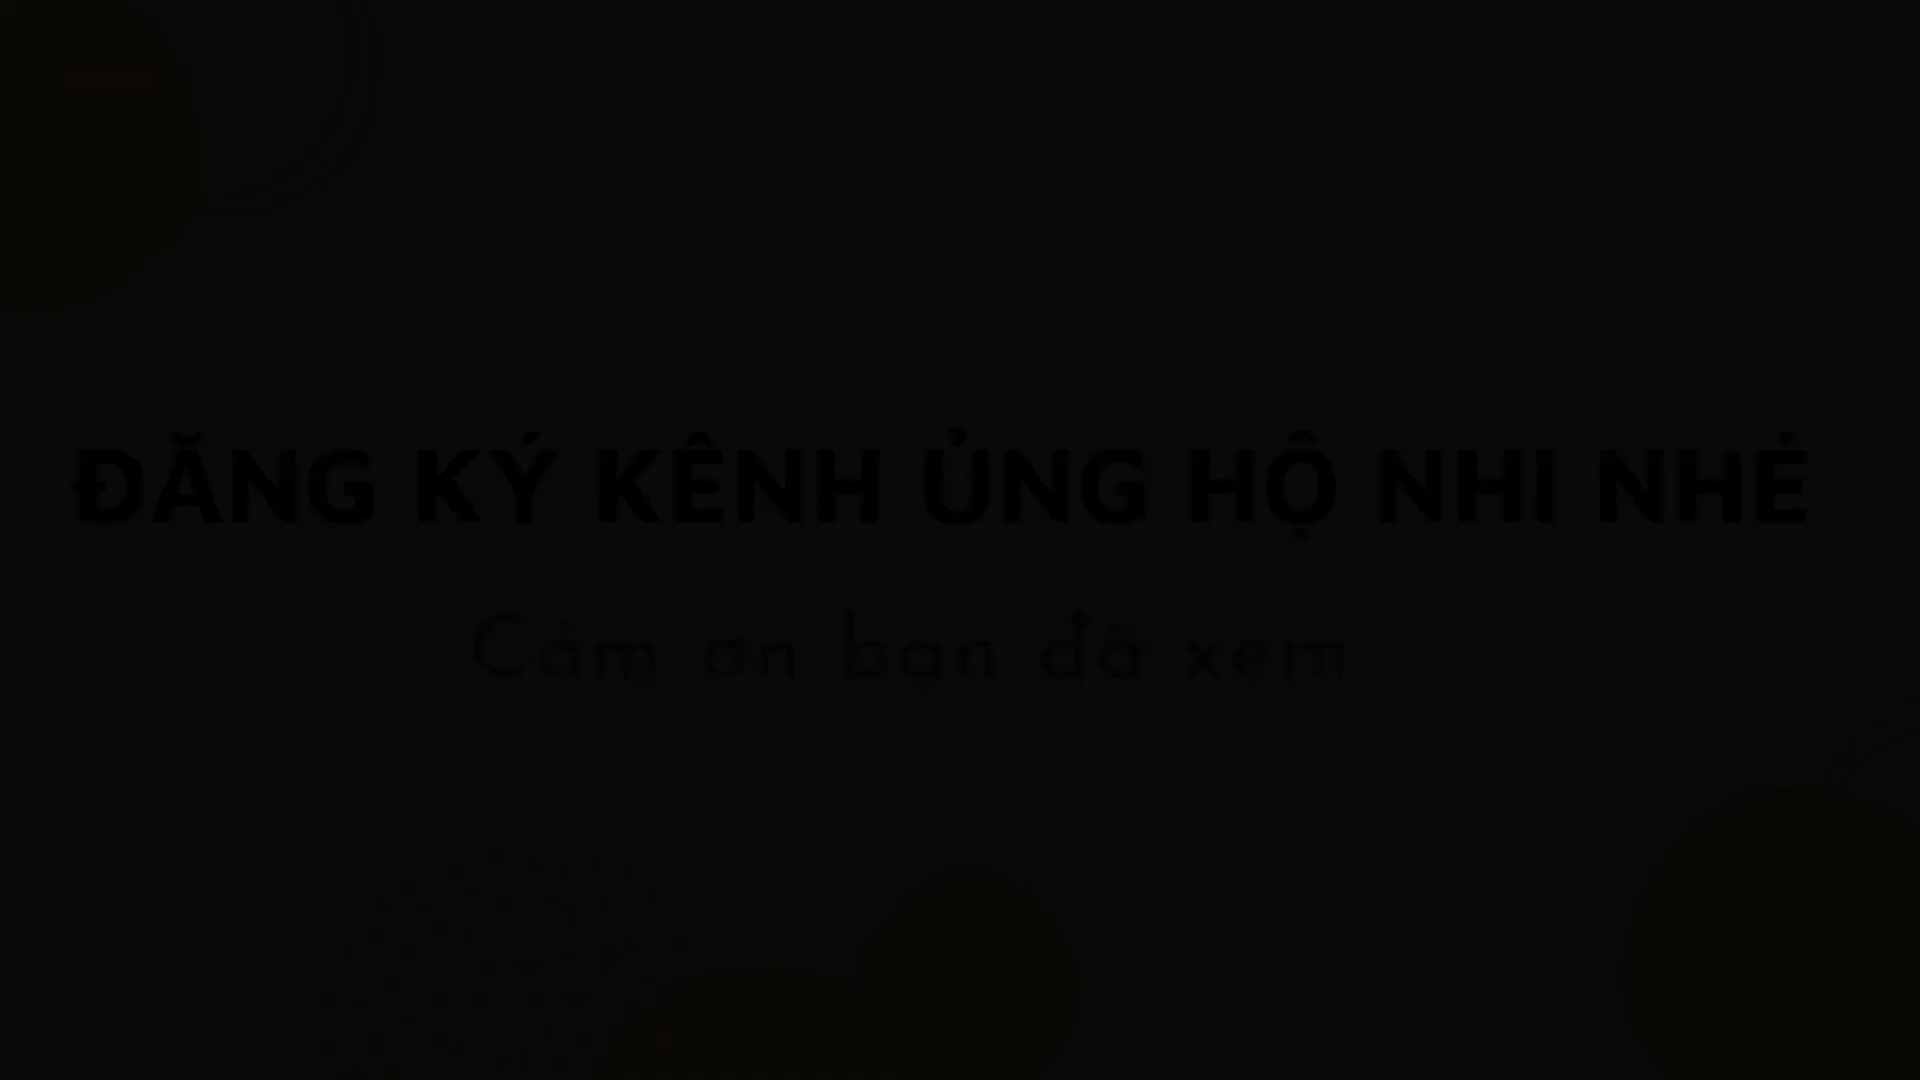 ĐĂNG KÝ KÊNH ỦNG HỘ NHI NHÉ
Cảm ơn bạn đã xem